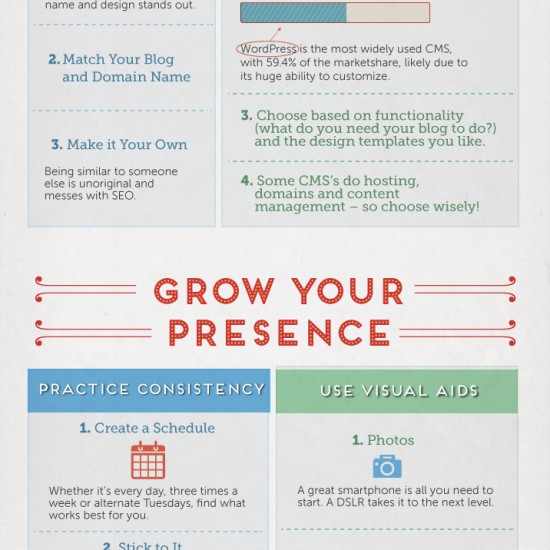 name and design stands out.
2. Match Your Blog
and Domain Name
3. Make it Your Own
Being similar to someone
else is unoriginal and
messes with SEO.
WordPress is the most widely used CMS,
with 59.4% of the marketshare, likely due to
its huge ability to customize.
3. Choose based on functionality
(what do you need your blog to do?)
and the design templates you like.
4. Some CMS's do hosting,
domains and content
management – so choose wisely!
GROW YOUR
PRESENCE
PRACTICE CONSISTENCY
1. Create a Schedule
Whether it's every day, three times a
week or alternate Tuesdays, find what
works best for you.
2. Stick to It
USE VISUAL AIDS
1. Photos
A great smartphone is all you need to
start. A DSLR takes it to the next level.